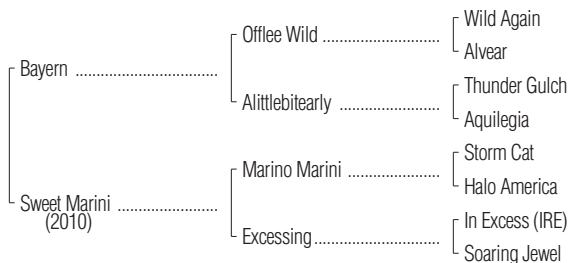 Wild Again
Offlee Wild ..............................
Alvear
Bayern ....................................
Thunder Gulch
Alittlebitearly .........................
Aquilegia
Storm Cat
Marino Marini .......................
Halo America
Sweet Marini .........................
(2010)
In Excess (IRE)
Excessing...............................
Soaring Jewel